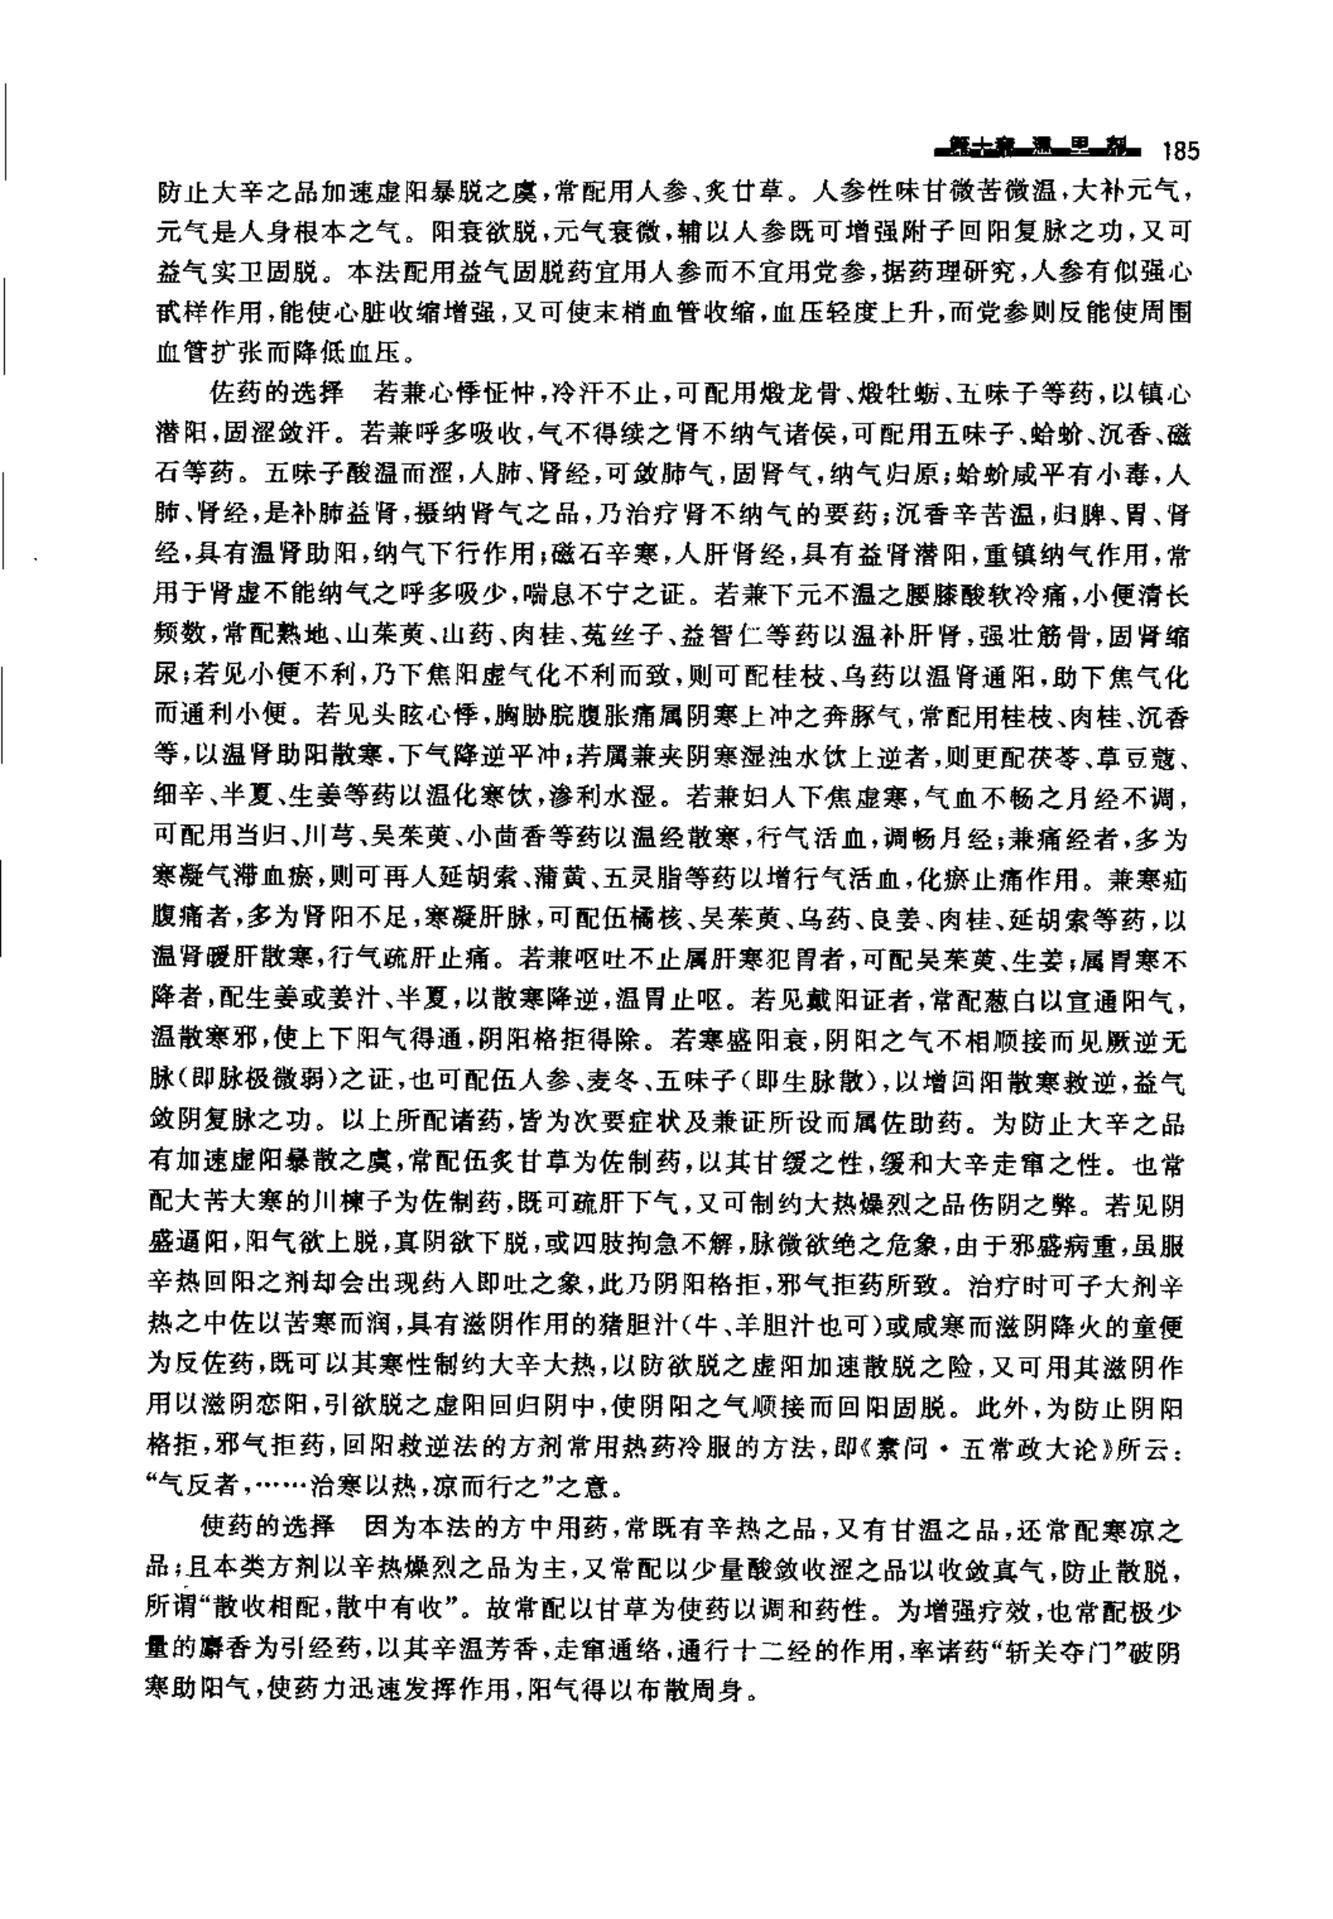 第十章 温里剂 185
防止大辛之品加速虚阳暴脱之虞,常配用人参、炙甘草。人参性味甘微苦微温,大补元气,
元气是人身根本之气。阳衰欲脱,元气衰微,辅以人参既可增强附子回阳复脉之功,又可
益气实卫固脱。本法配用益气固脱药宜用人参而不宜用党参,据药理研究,人参有似强心
甙样作用,能使心脏收缩增强,又可使末梢血管收缩,血压轻度上升,而党参则反能使周围
血管扩张而降低血压。
佐药的选择 若兼心悸怔忡,冷汗不止,可配用煅龙骨、煅牡蛎、五味子等药,以镇心
潜阳,固涩敛汗。若兼呼多吸收,气不得续之肾不纳气诸侯,可配用五味子、蛤蚧、沉香、磁
石等药。五味子酸温而涩,人肺、肾经,可敛肺气,固肾气,纳气归原;蛤蚧咸平有小毒,人
肺、肾经,是补肺益肾,摄纳肾气之品,乃治疗肾不纳气的要药;沉香辛苦温,归脾、胃、肾
经,具有温肾助阳,纳气下行作用;磁石辛寒,人肝肾经,具有益肾潜阳,重镇纳气作用,常
用于肾虚不能纳气之呼多吸少,喘息不宁之证。若兼下元不温之腰膝酸软冷痛,小便清长
频数,常配熟地、山茱萸、山药、肉桂、菟丝子、益智仁等药以温补肝肾,强壮筋骨,固肾缩
尿;若见小便不利,乃下焦阳虚气化不利而致,则可配桂枝、乌药以温肾通阳,助下焦气化
而通利小便。若见头眩心悸,胸胁脘腹胀痛属阴寒上冲之奔豚气,常配用桂枝、肉桂、沉香
等,以温肾助阳散寒,下气降逆平冲;若属兼夹阴寒湿浊水饮上逆者,则更配茯苓、草豆蔻、
细辛、半夏、生姜等药以温化寒饮,渗利水湿。若兼妇人下焦虚寒,气血不畅之月经不调,
可配用当归、川芎、吴茱萸、小茴香等药以温经散寒,行气活血,调畅月经;兼痛经者,多为
寒凝气滞血瘀,则可再人延胡索、蒲黄、五灵脂等药以增行气活血,化瘀止痛作用。兼寒疝
腹痛者,多为肾阳不足,寒凝肝脉,可配伍橘核、吴茱萸、乌药、良姜、肉桂、延胡索等药,以
温肾暖肝散寒,行气疏肝止痛。若兼呕吐不止属肝寒犯胃者,可配吴茱萸、生姜;属胃寒不
降者,配生姜或姜汁、半夏,以散寒降逆,温胃止呕。若见戴阳证者,常配葱白以宣通阳气,
温散寒邪,使上下阳气得通,阴阳格拒得除。若寒盛阳衰,阴阳之气不相顺接而见厥逆无
脉(即脉极微弱)之证,也可配伍人参、麦冬、五味子(即生脉散),以增回阳散寒救逆,益气
敛阴复脉之功。以上所配诸药,皆为次要症状及兼证所设而属佐助药。为防止大辛之品
有加速虚阳暴散之虞,常配伍炙甘草为佐制药,以其甘缓之性,缓和大辛走窜之性。也常
配大苦大寒的川楝子为佐制药,既可疏肝下气,又可制约大热燥烈之品伤阴之弊。若见阴
盛逼阳,阳气欲上脱,真阴欲下脱,或四肢拘急不解,脉微欲绝之危象,由于邪盛病重,虽服
辛热回阳之剂却会出现药人即吐之象,此乃阴阳格拒,邪气拒药所致。治疗时可子大剂辛
热之中佐以苦寒而润,具有滋阴作用的猪胆汁(牛、羊胆汁也可)或咸寒而滋阴降火的童便
为反佐药,既可以其寒性制约大辛大热,以防欲脱之虚阳加速散脱之险,又可用其滋阴作
用以滋阴恋阳,引欲脱之虚阳回归阴中,使阴阳之气顺接而回阳固脱。此外,为防止阴阳
格拒,邪气拒药,回阳救逆法的方剂常用热药冷服的方法,即《素问·五常政大论》所云:
“气反者,……治寒以热,凉而行之”之意。
使药的选择 因为本法的方中用药,常既有辛热之品,又有甘温之品,还常配寒凉之
品;且本类方剂以辛热燥烈之品为主,又常配以少量酸敛收涩之品以收敛真气,防止散脱,
所谓“散收相配,散中有收”。故常配以甘草为使药以调和药性。为增强疗效,也常配极少
量的麝香为引经药,以其辛温芳香,走窜通络,通行十二经的作用,率诸药“斩关夺门”破阴
寒助阳气,使药力迅速发挥作用,阳气得以布散周身。